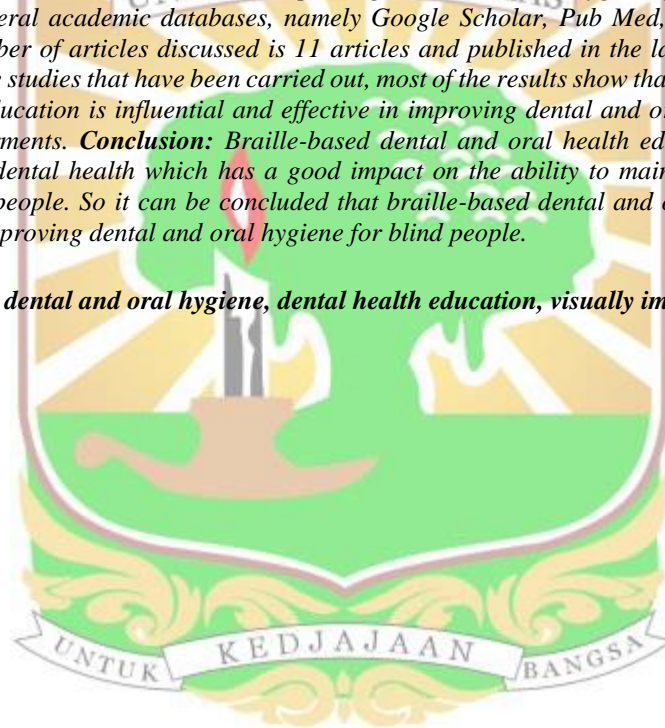 eral academic databases, namely Google Scholar, Pub Med,
ber of articles discussed is 11 articles and published in the la
e studies that have been carried out, most of the results show tha
ducation is influential and effective in improving dental and o
rments. Conclusion: Braille-based dental and oral health ed
dental health which has a good impact on the ability to main
people. So it can be concluded that braille-based dental and o
proving dental and oral hygiene for blind people.
dental and oral hygiene, dental health education, visually im
UNTUK KEDJAJAAN BANGSA